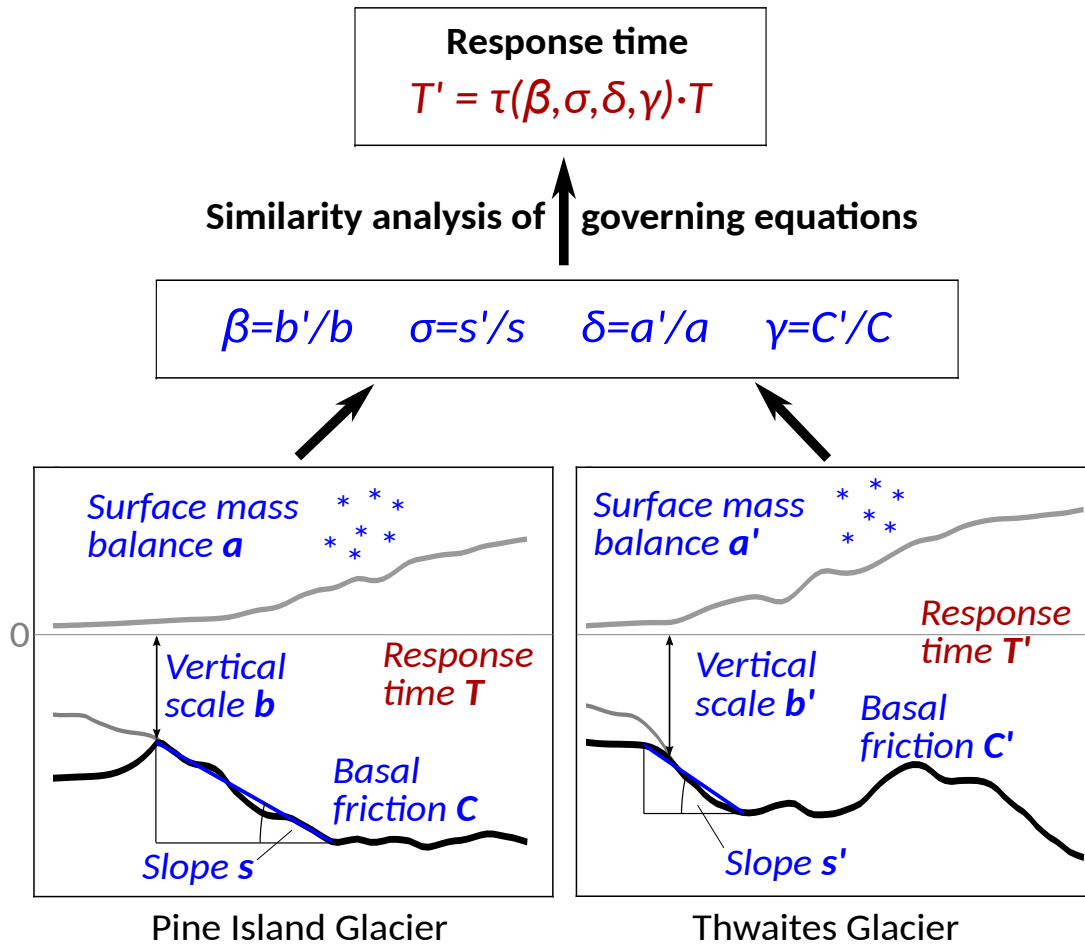 Response time
T' = τ(β,σ,δ,γ)·T
Similarity analysis of governing equations
β=b'/b σ=s'/s δ=a'/a γ=C'/C
Surface mass
balance a
0
Vertical
scale b
Response
time T
Basal
friction C
Slope s
Pine Island Glacier
Surface mass
balance a'
Response
time T'
Vertical
scale b'
Basal
friction C'
Slope s'
Thwaites Glacier